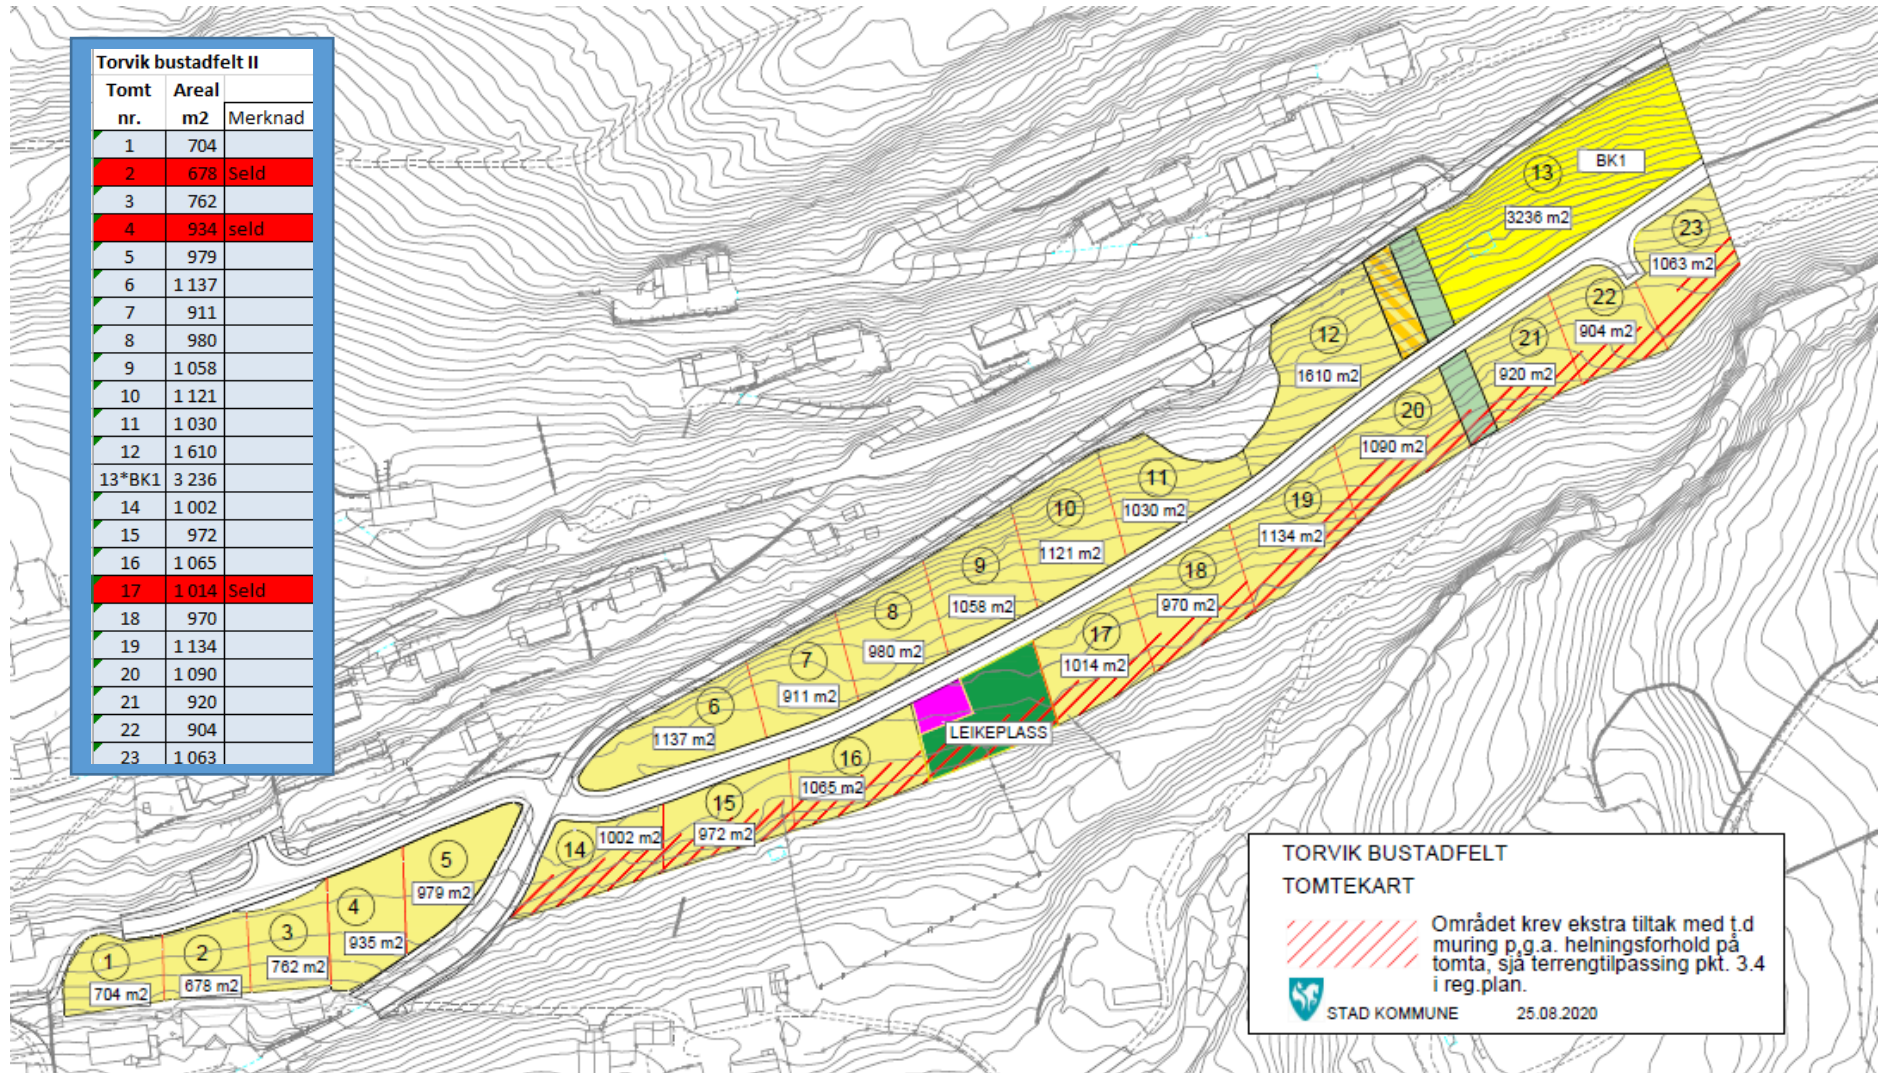 Torvik bustadfelt II
Tomt Areal
nr. m2 Merknad
1 704
2 678 Seld
3 762
4 934 seld
5 979
6 1 137
7 911
8 980
9 1 058
10 1 121
11 1 030
12 1 610
13*BK1 3 236
14 1 002
15 972
16 1 065
17 1 014 Seld
18 970
19 1 134
20 1 090
21 920
22 904
23 1 063
13
BK1
3236 m2
23
1063 m2
22
904 m2
12
1610 m2
21
920 m2
20
1090 m2
11
1030 m2
19
1134 m2
10
1121 m2
18
970 m2
9
1058 m2
8
980 m2
17
1014 m2
7
911 m2
6
1137 m2
LEIKEPLASS
16
1065 m2
15
972 m2
14
1002 m2
5
979 m2
4
935 m2
3
762 m2
2
678 m2
1
704 m2
TORVIK BUSTADFELT
TOMTEKART
Området krev ekstra tiltak med t.d
muring p.g.a. helningsforhold på
tomta, sjå terrengtilpassing pkt. 3.4
i reg.plan.
STAD KOMMUNE 25.08.2020